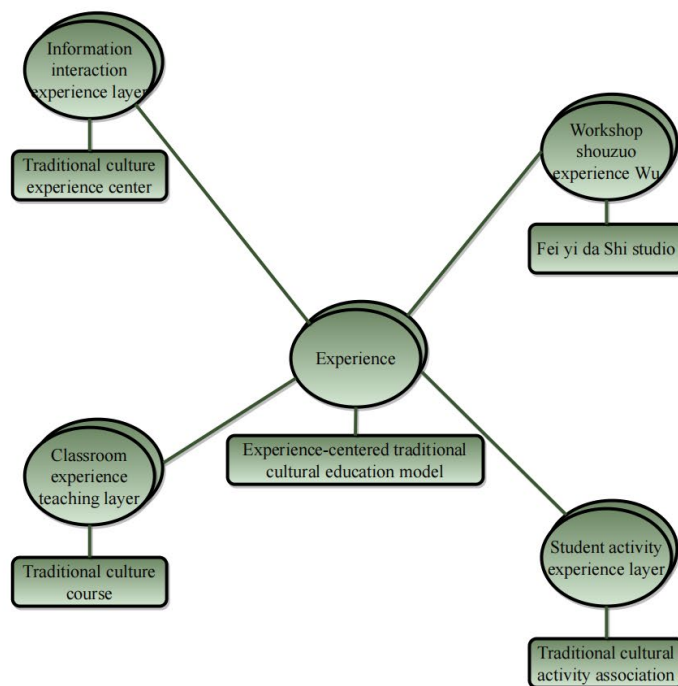 Information
interaction
experience layer
Traditional culture
experience center
Workshop
shouzuo
experience Wu
Fei yi da Shi studio
Experience
Experience-centered traditional
cultural education model
Classroom
experience
teaching layer
Traditional culture
course
Student activity
experience layer
Traditional cultural
activity association